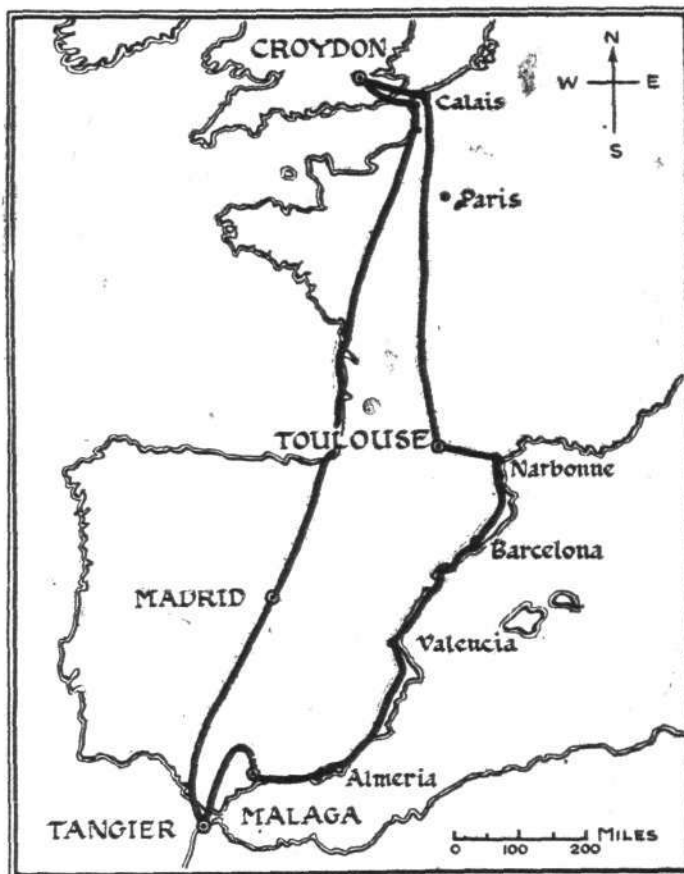 CROYDON
N
W E
S
Calais
Paris
TOULOUSE
Narbonne
Barcelona
MADRID
Valencia
Almeria
MALAGA
TANGIER
MILES
0 100 200